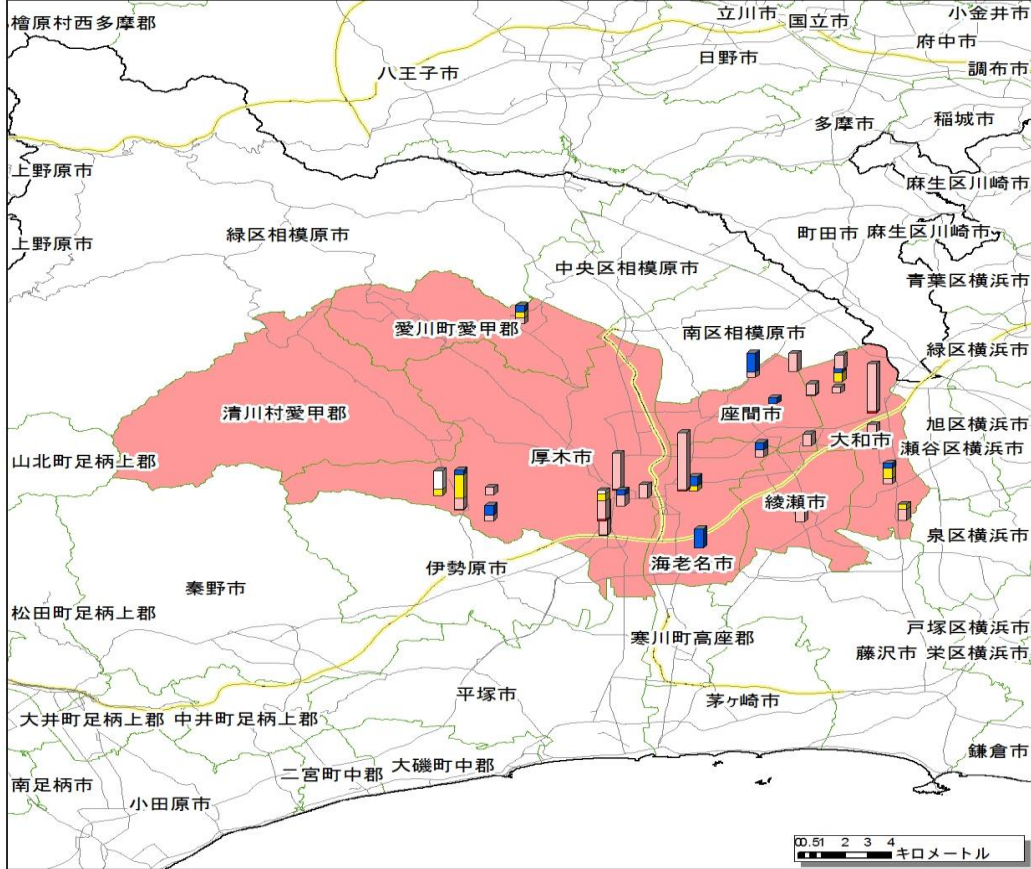 檜原村西多摩郡
立川市
国立市
小金井市
府中市
日野市
調布市
八王子市
多摩市
稲城市
上野原市
麻生区川崎市
緑区相模原市
上野原市
町田市
麻生区川崎市
中央区相模原市
青葉区横浜市
愛川町愛甲郡
南区相模原市
緑区横浜市
清川村愛甲郡
座間市
旭区横浜市
大和市
瀬谷区横浜市
山北町足柄上郡
厚木市
綾瀬市
泉区横浜市
海老名市
伊勢原市
秦野市
松田町足柄上郡
戸塚区横浜市
寒川町高座郡
藤沢市
栄区横浜市
平塚市
茅ヶ崎市
大井町足柄上郡
中井町足柄上郡
鎌倉市
大磯町中郡
二宮町中郡
南足柄市
小田原市
0 0.5 1 2 3 4 キロメートル